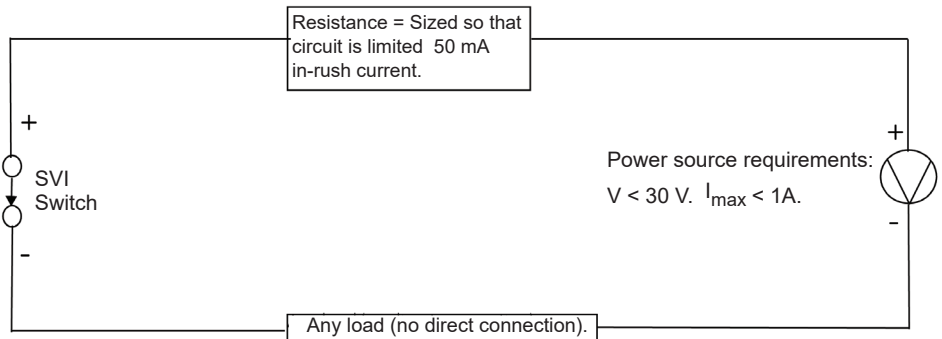 Resistance = Sized so that
circuit is limited 50 mA
in-rush current.
+
+
SVI
Switch
Power source requirements:
V < 30 V. Imax < 1A.
-
-
Any load (no direct connection).